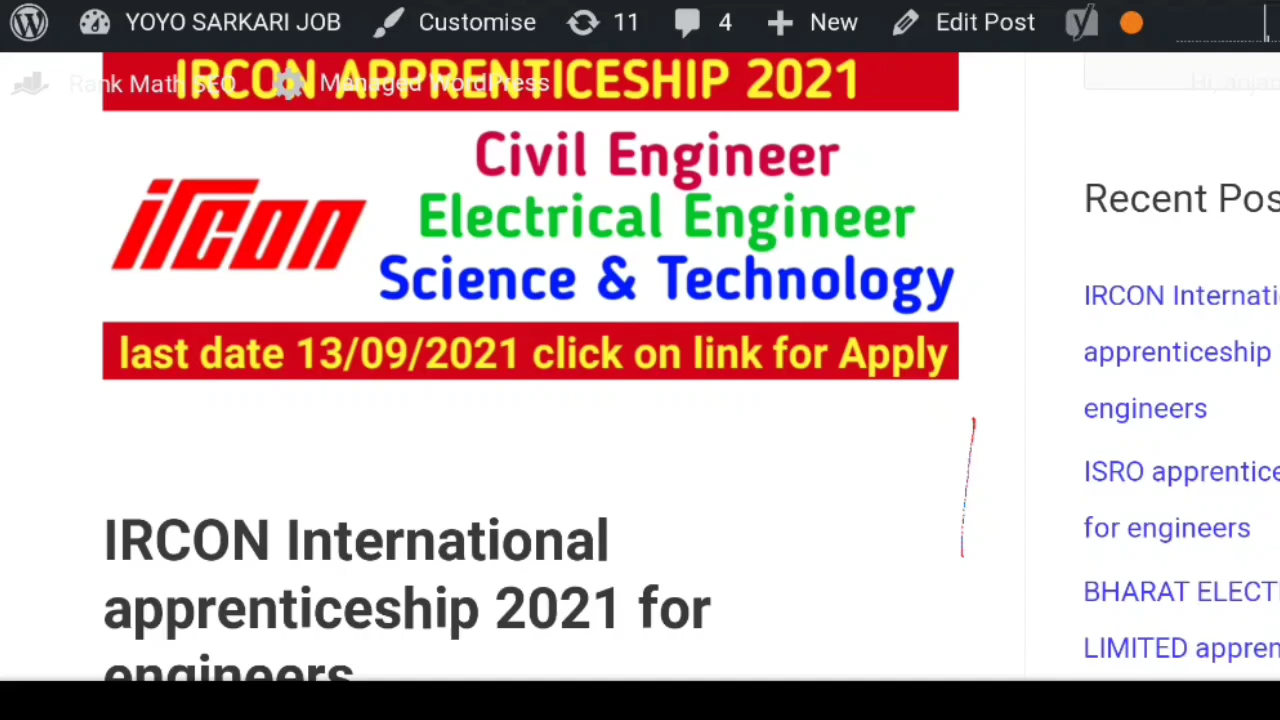 YOYO SARKARI JOB Customise 11 4 New Edit Post
Rank Math SEO Managed WordPress
IRCON APPRENTICESHIP 2021
Civil Engineer
ircon
Electrical Engineer
Science & Technology
last date 13/09/2021 click on link for Apply
IRCON International
apprenticeship 2021 for
engineers
Recent Pos
IRCON Internati
apprenticeship
engineers
ISRO apprentice
for engineers
BHARAT ELECT
LIMITED appren